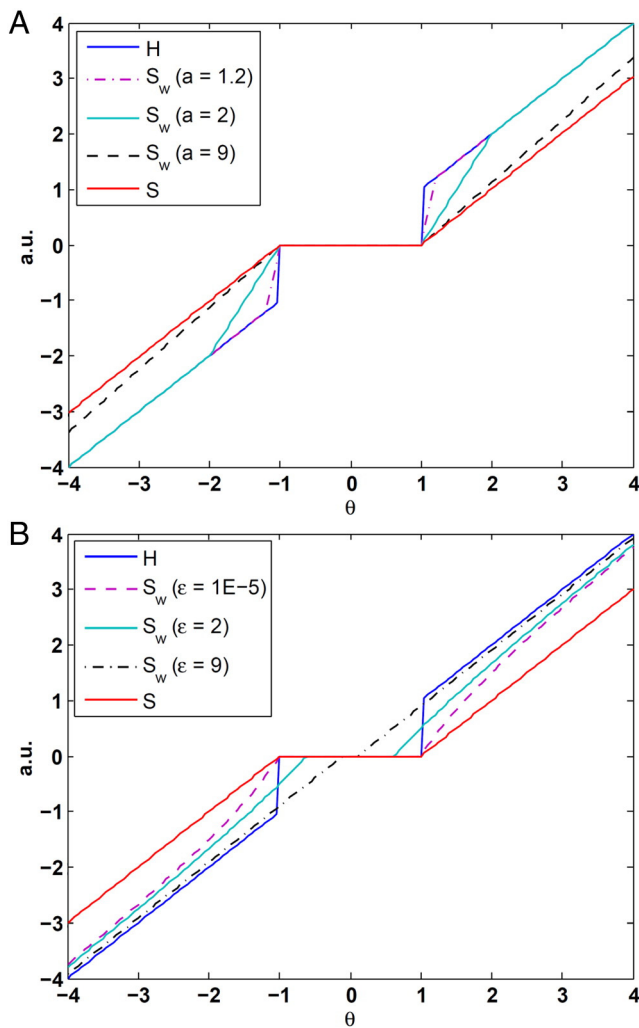 A
H
S_w (a = 1.2)
S_w (a = 2)
S_w (a = 9)
S
4
3
2
1
0
−1
−2
−3
−4
a.u.
−4 −3 −2 −1 0 1 2 3 4
θ
B
H
S_w (ε = 1E−5)
S_w (ε = 2)
S_w (ε = 9)
S
4
3
2
1
0
−1
−2
−3
−4
a.u.
−4 −3 −2 −1 0 1 2 3 4
θ